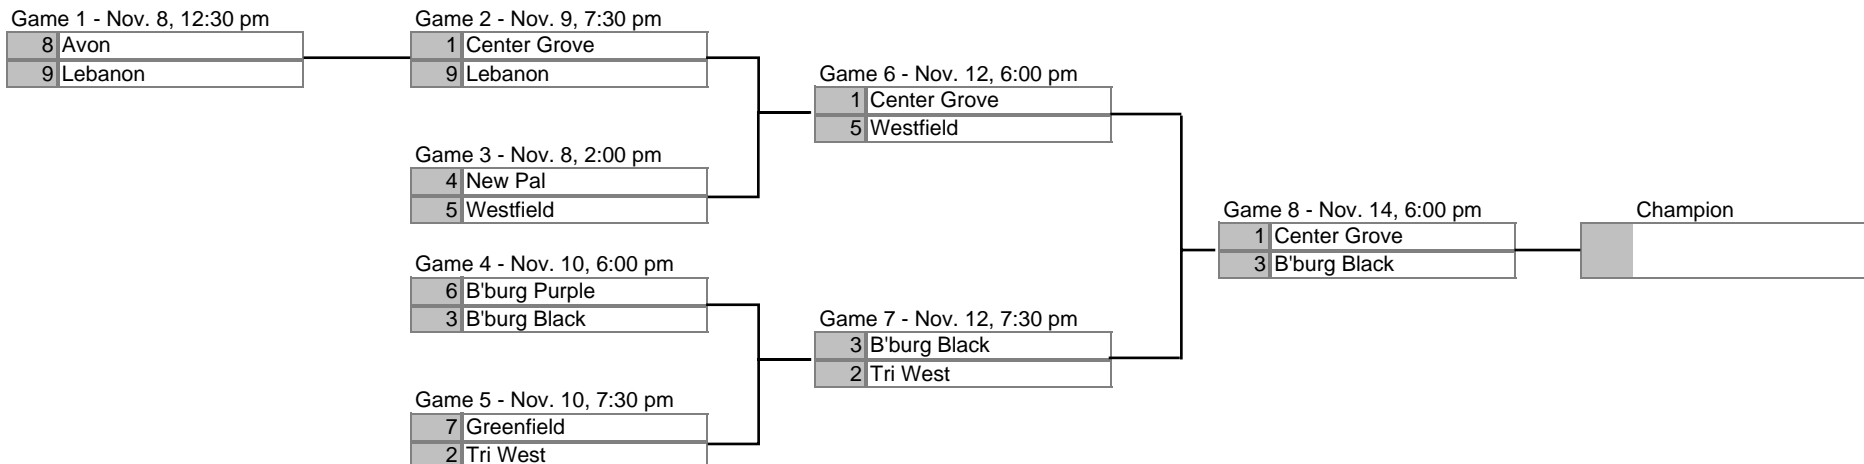 Game 1 - Nov. 8, 12:30 pm
8 Avon
9 Lebanon
Game 2 - Nov. 9, 7:30 pm
1 Center Grove
9 Lebanon
Game 3 - Nov. 8, 2:00 pm
4 New Pal
5 Westfield
Game 4 - Nov. 10, 6:00 pm
6 B'burg Purple
3 B'burg Black
Game 5 - Nov. 10, 7:30 pm
7 Greenfield
2 Tri West
Game 6 - Nov. 12, 6:00 pm
1 Center Grove
5 Westfield
Game 7 - Nov. 12, 7:30 pm
3 B'burg Black
2 Tri West
Game 8 - Nov. 14, 6:00 pm
1 Center Grove
3 B'burg Black
Champion